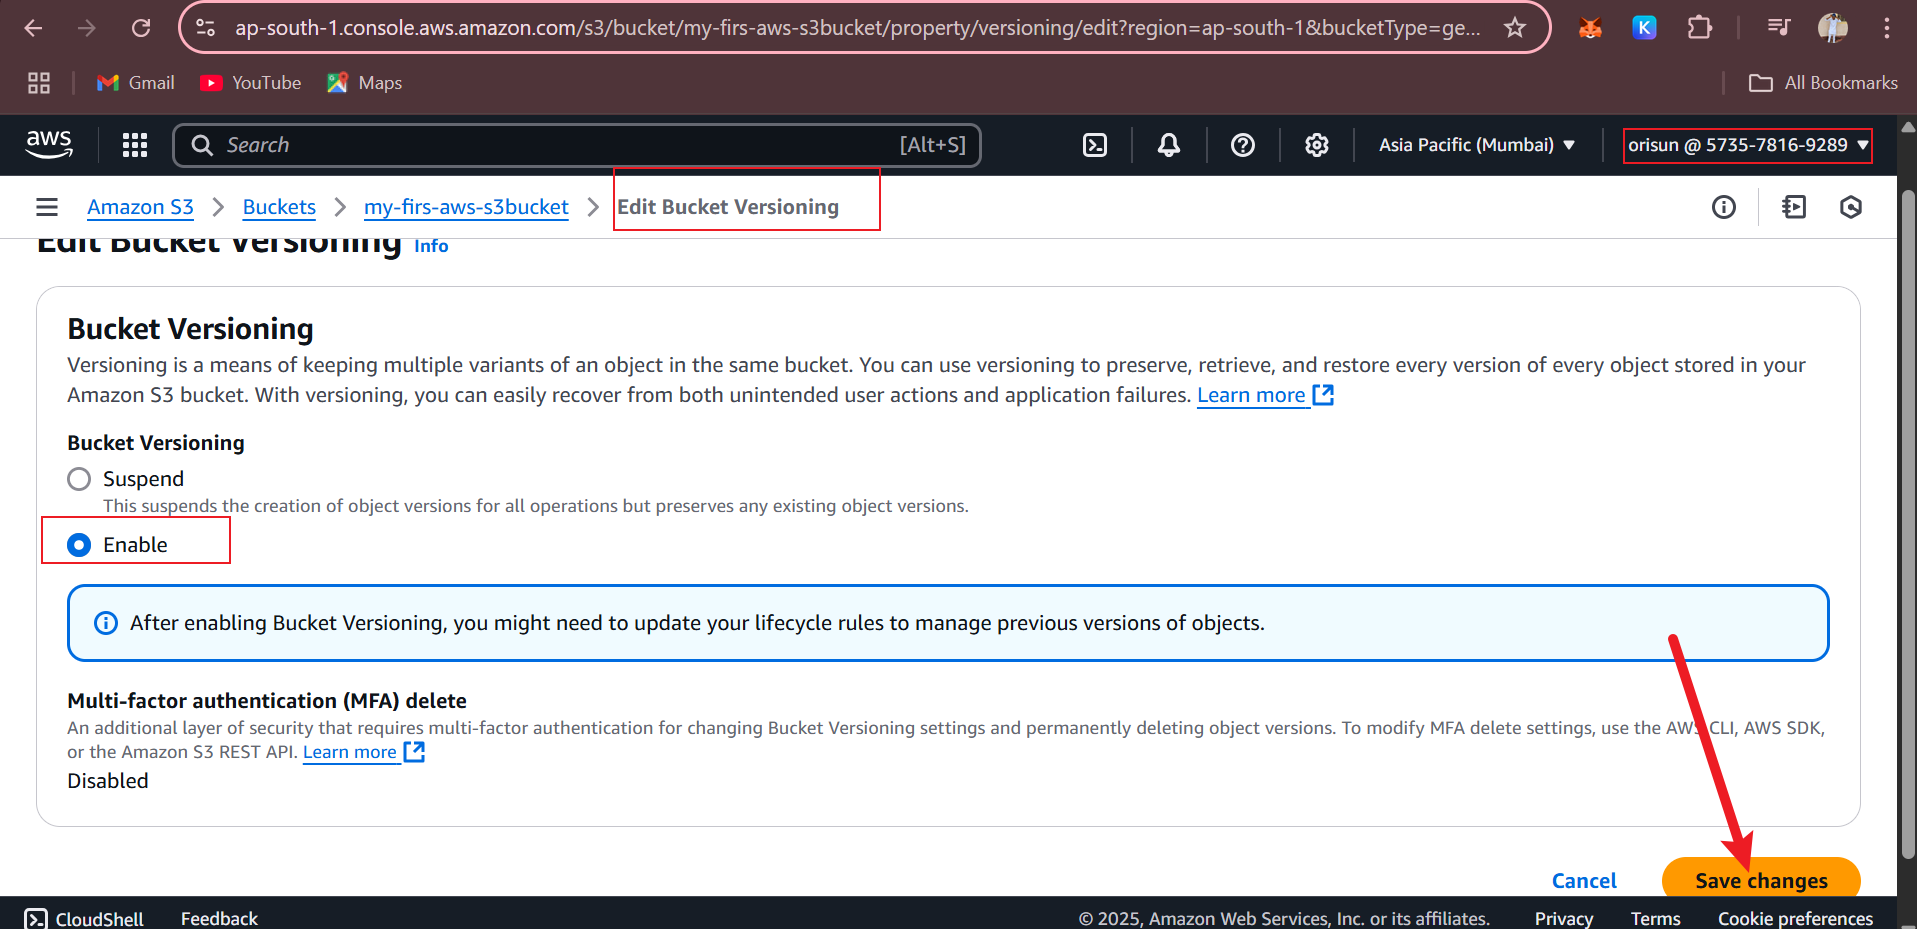 ap-south-1.console.aws.amazon.com/s3/bucket/my-firs-aws-s3bucket/property/versioning/edit?region=ap-south-1&bucketType=ge...
K
Gmail
YouTube
Maps
All Bookmarks
aws
Search
[Alt+S]
Asia Pacific (Mumbai)
orisun @ 5735-7816-9289
Amazon S3
Buckets
my-firs-aws-s3bucket
Edit Bucket Versioning
Edit Bucket Versioning Info
Bucket Versioning
Versioning is a means of keeping multiple variants of an object in the same bucket. You can use versioning to preserve, retrieve, and restore every version of every object stored in your
Amazon S3 bucket. With versioning, you can easily recover from both unintended user actions and application failures. Learn more
Bucket Versioning
Suspend
This suspends the creation of object versions for all operations but preserves any existing object versions.
Enable
After enabling Bucket Versioning, you might need to update your lifecycle rules to manage previous versions of objects.
Multi-factor authentication (MFA) delete
An additional layer of security that requires multi-factor authentication for changing Bucket Versioning settings and permanently deleting object versions. To modify MFA delete settings, use the AWS CLI, AWS SDK,
or the Amazon S3 REST API. Learn more
Disabled
Cancel
Save changes
CloudShell
Feedback
© 2025, Amazon Web Services, Inc. or its affiliates.
Privacy
Terms
Cookie preferences